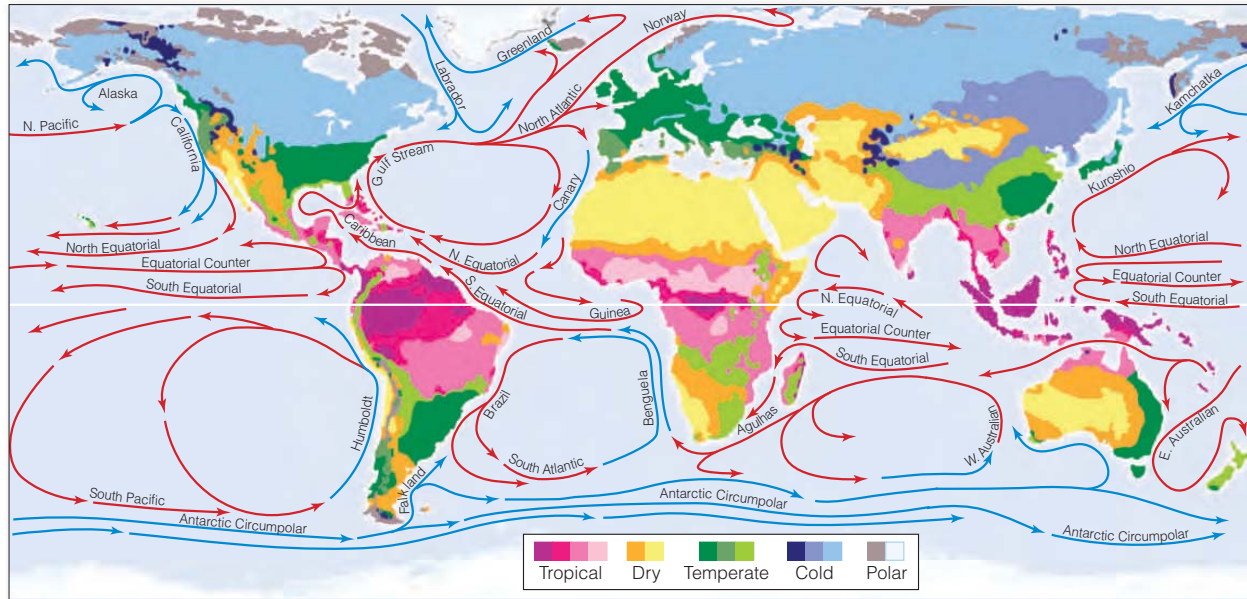 Norway
Greenland
Labrador
Alaska
Kamchatka
North Atlantic
N. Pacific
California
Gulf Stream
Canary
Kuroshio
Caribbean
North Equatorial
N. Equatorial
North Equatorial
Equatorial Counter
Equatorial Counter
South Equatorial
S. Equatorial
Guinea
N. Equatorial
South Equatorial
Equatorial Counter
South Equatorial
Humboldt
Brazil
Benguela
Agulhas
W. Australian
E. Australian
South Atlantic
South Pacific
Falkland
Antarctic Circumpolar
Antarctic Circumpolar
Antarctic Circumpolar
Tropical Dry Temperate Cold Polar